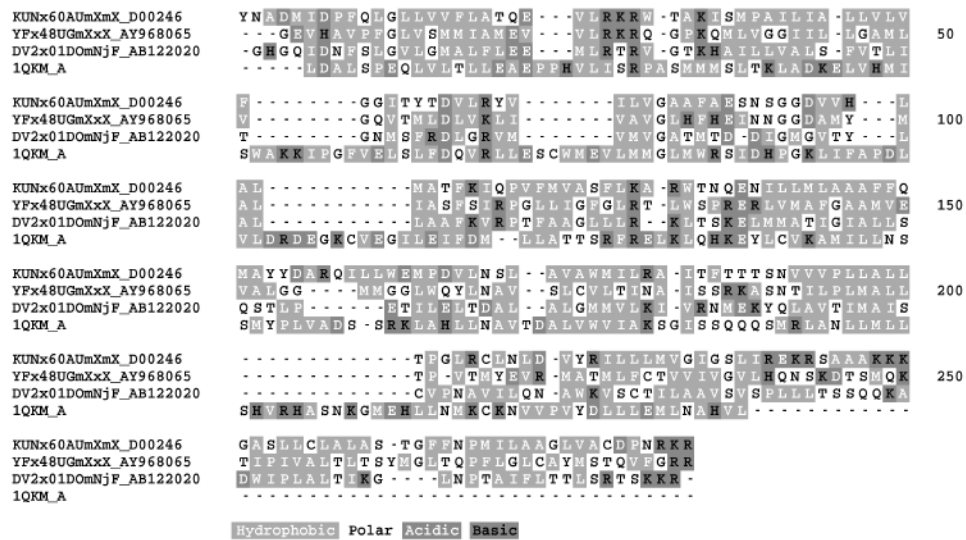 KUNx60AUmXmX_D00246 YNADMIDPFQLGLLVVFLATQE---VLRKRW-TAKISMPAILIA-LLVLV
YFx48UGmXxX_AY968065 ---GEVHAVPFGLVSMMIAMEV---VLRKRQ-GPKQMLVGGIIL-LGAML 50
DV2x01DOmNjF_AB122020 -GHGQIDNFSLGVLGMALFLEE---MLRTRV-GTKHAILLVALS-FVTLI
1QKM_A -----LDALSPEQLVLTLLEAEPPHVLISRPASMMMSLTKLADKELVHMI
KUNx60AUmXmX_D00246 F--------GGITYTDVLRYV-------ILVGAAFAESNSGGDVVH---L
YFx48UGmXxX_AY968065 V--------GQVTMLDLVKLI-------VAVGLHFHEINNGGDAMY---M 100
DV2x01DOmNjF_AB122020 T--------GNMSFRDLGRVM-------VMVGATMTD-DIGMGVTY---L
1QKM_A SWAKKIPGFVELSLFDQVRLLESCWMEVLMMGLMWRSIDHPGKLIFAPDL
KUNx60AUmXmX_D00246 AL-----------MATFKIQPVFMVASFLKA-RWTNQENILLMLAAAFFQ
YFx48UGmXxX_AY968065 AL-----------IASFSIRPGLLIGFGLRT-LWSPRERLVMAFGAAMVE 150
DV2x01DOmNjF_AB122020 AL-----------LAAFKVRPTFAAGLLLR--KLTSKELMMATIGIALLS
1QKM_A VLDRDEGKCVEGILEIFDM--LLATTSRFRELKLQHKEYLCVKAMILLNS
KUNx60AUmXmX_D00246 MAYYDARQILLWEMPDVLNSL--AVAWMILRA-ITFTTTSNVVVPLLALL
YFx48UGmXxX_AY968065 VALGG----MMGGLWQYLNAV--SLCVLTINA-ISSRKASNTILPLMALL 200
DV2x01DOmNjF_AB122020 QSTLP-----ETILELTDAL--ALGMMVLKI-VRNMEKYQLAVTIMAIS
1QKM_A SMYPLVADS-SRKLAHLLNAVTDALVWVIAKSGISSQQQSMRLANLLMLL
KUNx60AUmXmX_D00246 -------------TPGLRCLNLD-VYRILLLMVGIGSLIREKRSAAAKKK
YFx48UGmXxX_AY968065 -------------TP-VTMYEVR-MATMLFCTVVIVGVLHQNSKDTSMQK 250
DV2x01DOmNjF_AB122020 -------------CVPNAVILQN-AWKVSCTILAAVSVSPLLLTSSQQKA
1QKM_A SHVRHASNKGMEHLLNMKCKNVVPVYDLLLEMLNAHVL------------
KUNx60AUmXmX_D00246 GASLLCLALAS-TGFFNPMILAAGLVACDPNRKR
YFx48UGmXxX_AY968065 TIPIVALTLTSYMGLTQPFLGLCAYMSTQVFGRR
DV2x01DOmNjF_AB122020 DWIPLALTIKG----LNPTAIFLTTLSRTSKKR-
1QKM_A ----------------------------------
Hydrophobic Polar Acidic Basic